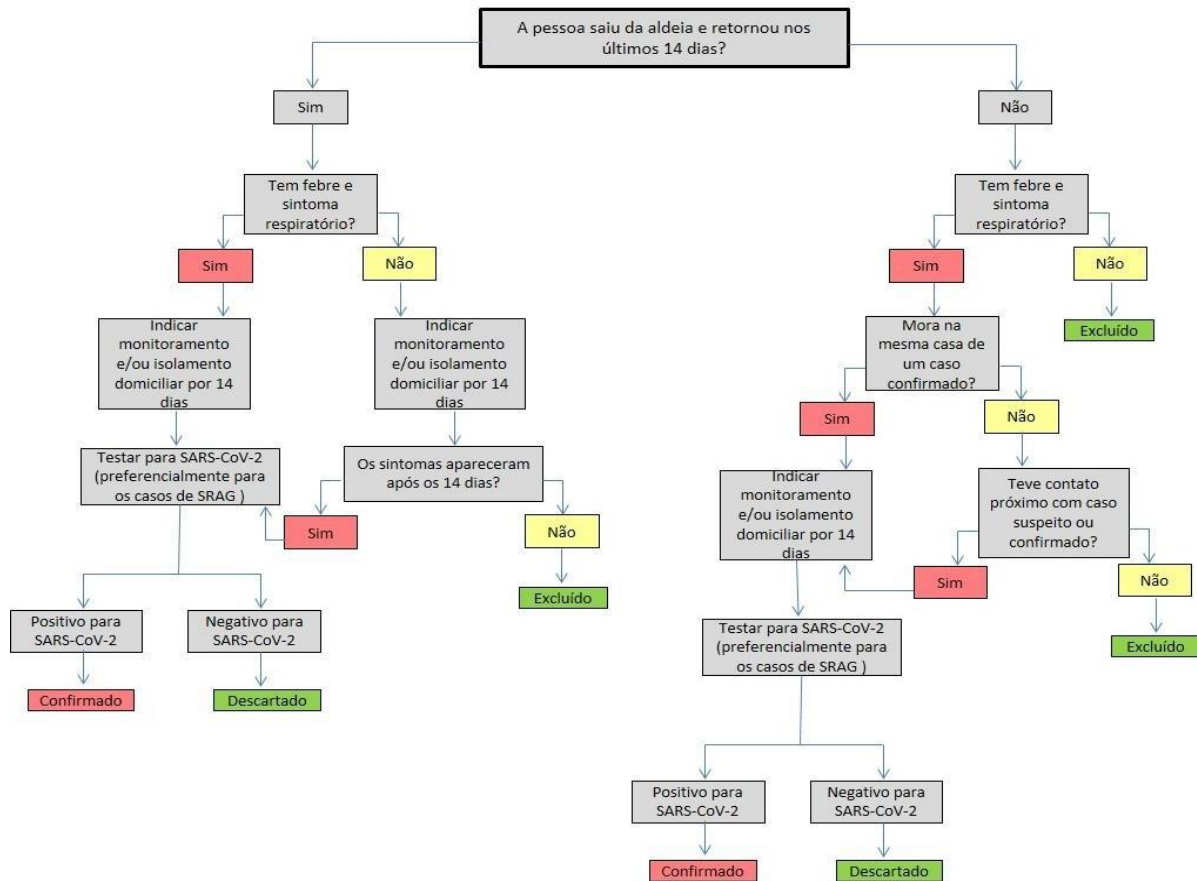 A pessoa saiu da aldeia e retornou nos
últimos 14 dias?
Sim
Não
Tem febre e
sintoma
respiratório?
Tem febre e
sintoma
respiratório?
Sim
Não
Sim
Não
Indicar
monitoramento
e/ou isolamento
domiciliar por 14
dias
Indicar
monitoramento
e/ou isolamento
domiciliar por 14
dias
Mora na
mesma casa de
um caso
confirmado?
Excluído
Sim
Não
Testar para SARS-CoV-2
(preferencialmente para
os casos de SRAG )
Os sintomas apareceram
após os 14 dias?
Indicar
monitoramento
e/ou isolamento
domiciliar por 14
dias
Teve contato
próximo com caso
suspeito ou
confirmado?
Sim
Não
Sim
Não
Excluído
Positivo para
SARS-CoV-2
Negativo para
SARS-CoV-2
Testar para SARS-CoV-2
(preferencialmente para
os casos de SRAG )
Excluído
Confirmado
Descartado
Positivo para
SARS-CoV-2
Negativo para
SARS-CoV-2
Confirmado
Descartado